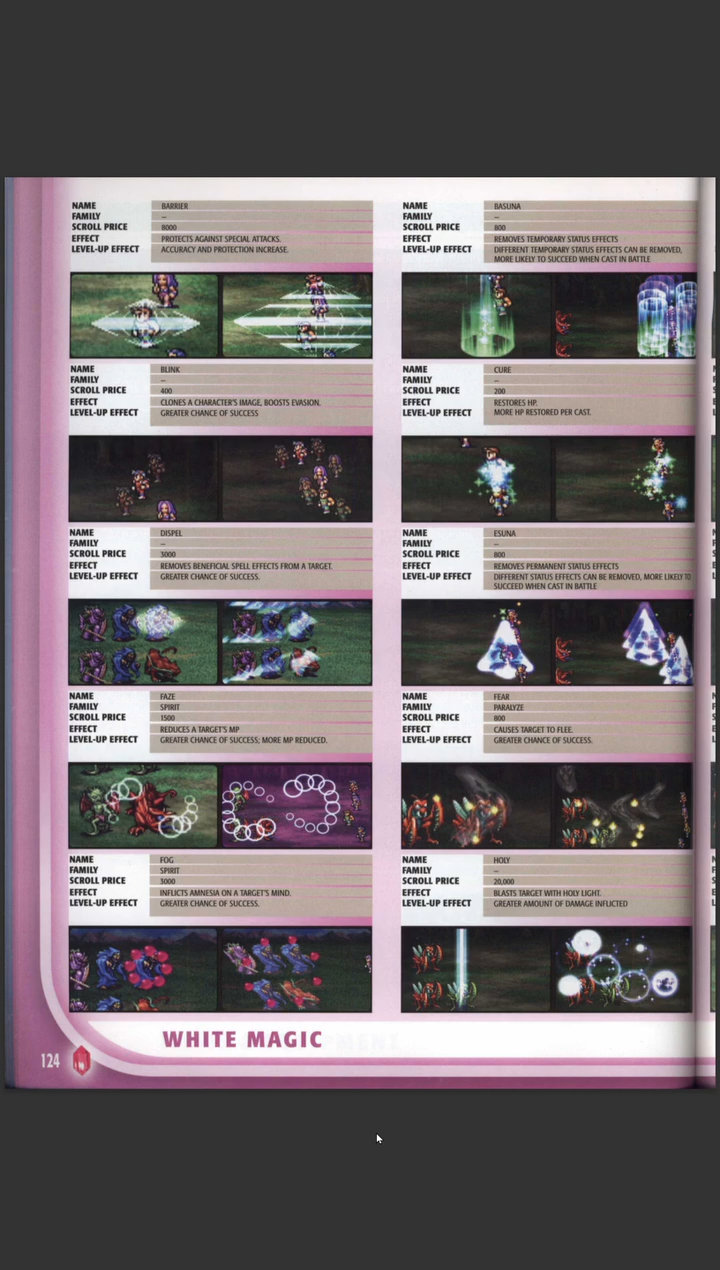 NAME BARRIER
FAMILY –
SCROLL PRICE 8000
EFFECT PROTECTS AGAINST SPECIAL ATTACKS.
LEVEL-UP EFFECT ACCURACY AND PROTECTION INCREASE.
NAME BLINK
FAMILY –
SCROLL PRICE 400
EFFECT CLONES A CHARACTER'S IMAGE, BOOSTS EVASION.
LEVEL-UP EFFECT GREATER CHANCE OF SUCCESS
NAME DISPEL
FAMILY –
SCROLL PRICE 3000
EFFECT REMOVES BENEFICIAL SPELL EFFECTS FROM A TARGET.
LEVEL-UP EFFECT GREATER CHANCE OF SUCCESS.
NAME FAZE
FAMILY SPIRIT
SCROLL PRICE 1500
EFFECT REDUCES A TARGET'S MP
LEVEL-UP EFFECT GREATER CHANCE OF SUCCESS; MORE MP REDUCED.
NAME FOG
FAMILY SPIRIT
SCROLL PRICE 3000
EFFECT INFLICTS AMNESIA ON A TARGET'S MIND.
LEVEL-UP EFFECT GREATER CHANCE OF SUCCESS.
NAME BASUNA
FAMILY –
SCROLL PRICE 800
EFFECT REMOVES TEMPORARY STATUS EFFECTS
LEVEL-UP EFFECT DIFFERENT TEMPORARY STATUS EFFECTS CAN BE REMOVED,
MORE LIKELY TO SUCCEED WHEN CAST IN BATTLE
NAME CURE
FAMILY –
SCROLL PRICE 200
EFFECT RESTORES HP.
LEVEL-UP EFFECT MORE HP RESTORED PER CAST.
NAME ESUNA
FAMILY –
SCROLL PRICE 800
EFFECT REMOVES PERMANENT STATUS EFFECTS
LEVEL-UP EFFECT DIFFERENT STATUS EFFECTS CAN BE REMOVED, MORE LIKELY TO
SUCCEED WHEN CAST IN BATTLE
NAME FEAR
FAMILY PARALYZE
SCROLL PRICE 800
EFFECT CAUSES TARGET TO FLEE.
LEVEL-UP EFFECT GREATER CHANCE OF SUCCESS.
NAME HOLY
FAMILY –
SCROLL PRICE 20,000
EFFECT BLASTS TARGET WITH HOLY LIGHT.
LEVEL-UP EFFECT GREATER AMOUNT OF DAMAGE INFLICTED
WHITE MAGIC
124